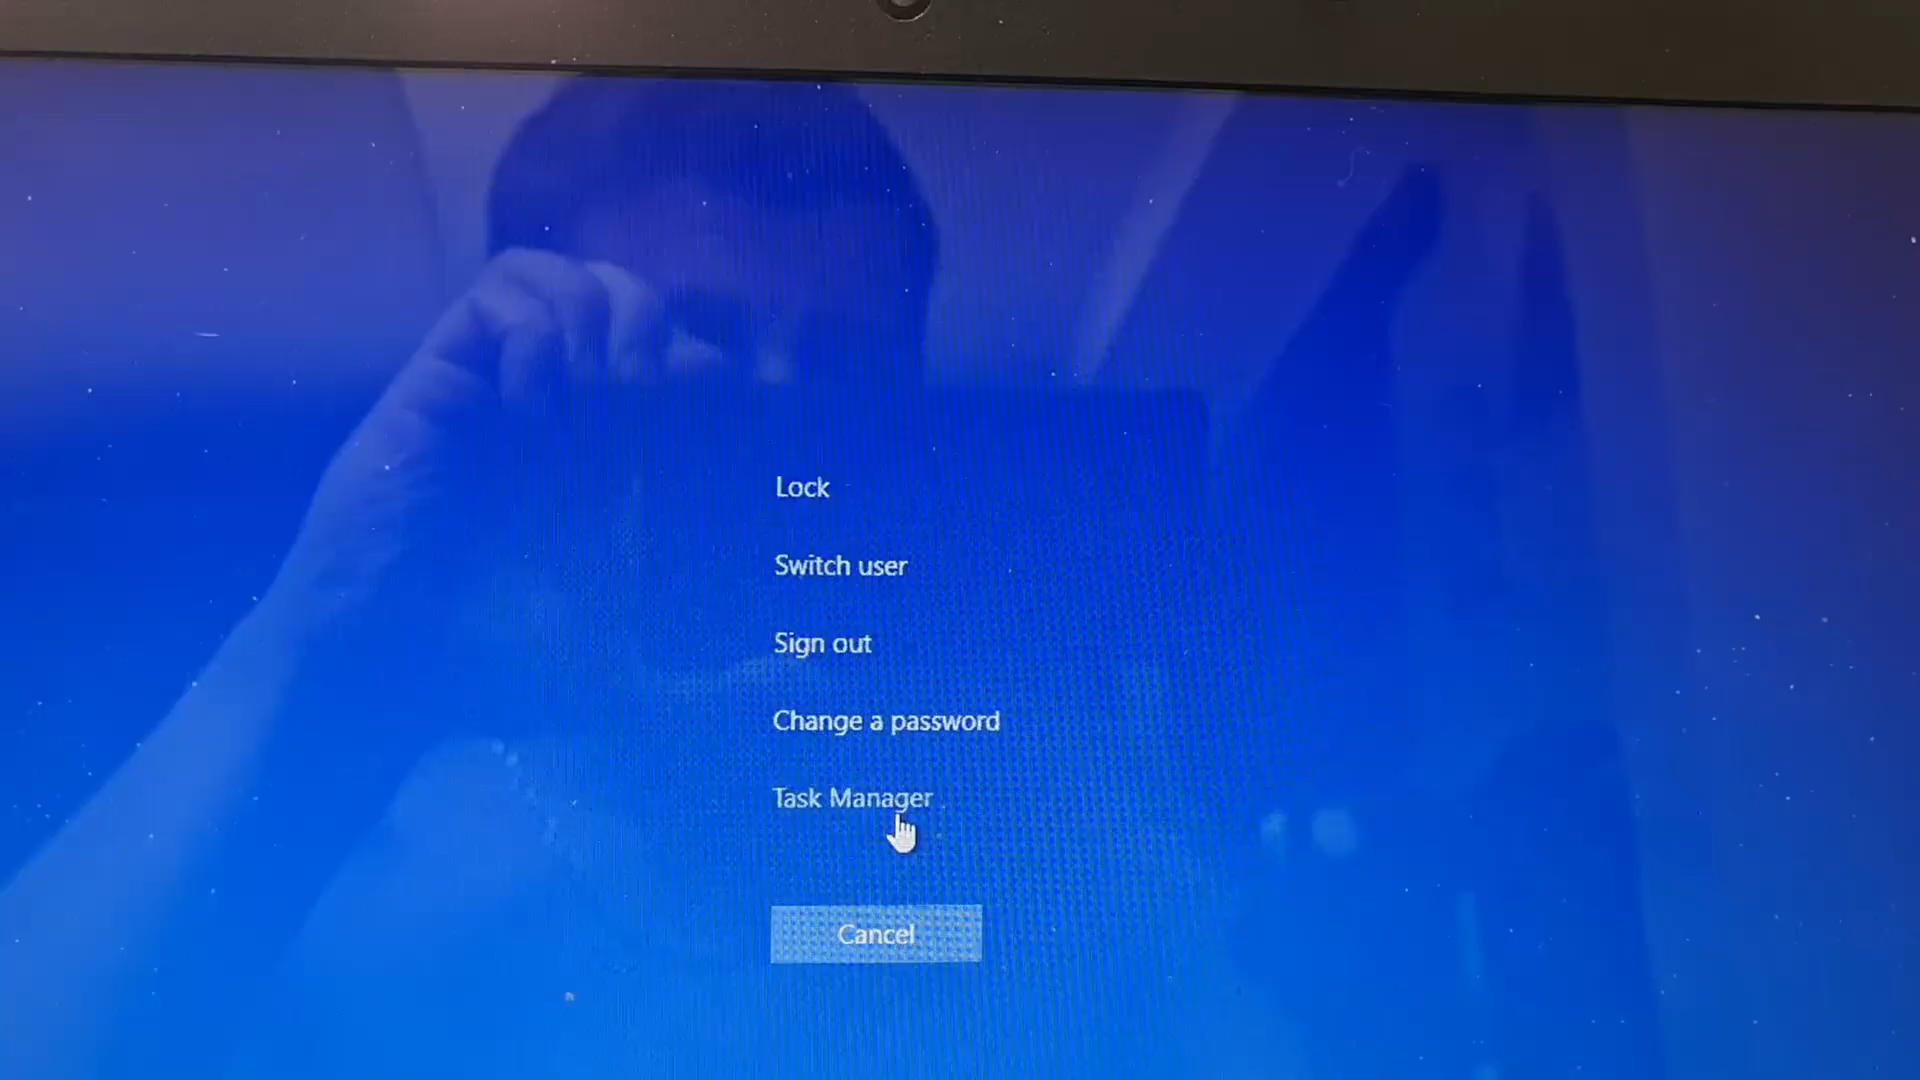 Lock
Switch user
Sign out
Change a password
Task Manager
Cancel